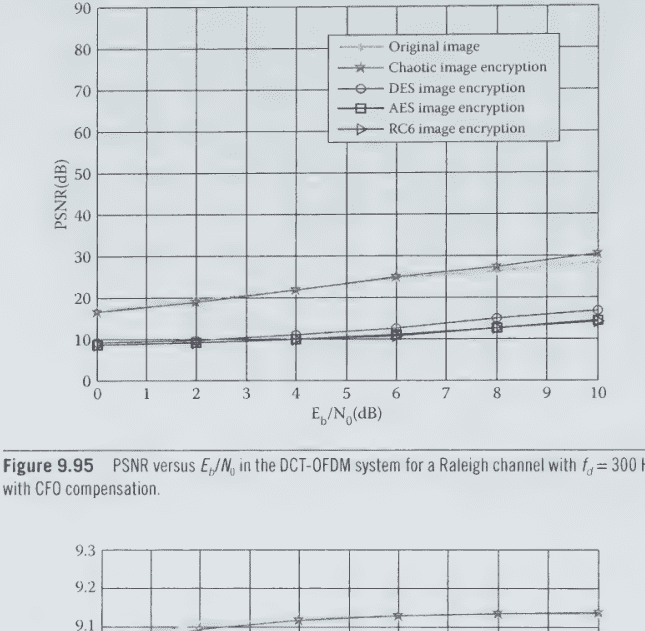 90
80
70
60
50
40
30
20
10
0
PSNR(dB)
Original image
Chaotic image encryption
DES image encryption
AES image encryption
RC6 image encryption
0 1 2 3 4 5 6 7 8 9 10
E_b/N_0(dB)
Figure 9.95 PSNR versus E_b/N_0 in the DCT-OFDM system for a Raleigh channel with f_d = 300
with CFO compensation.
9.3
9.2
9.1